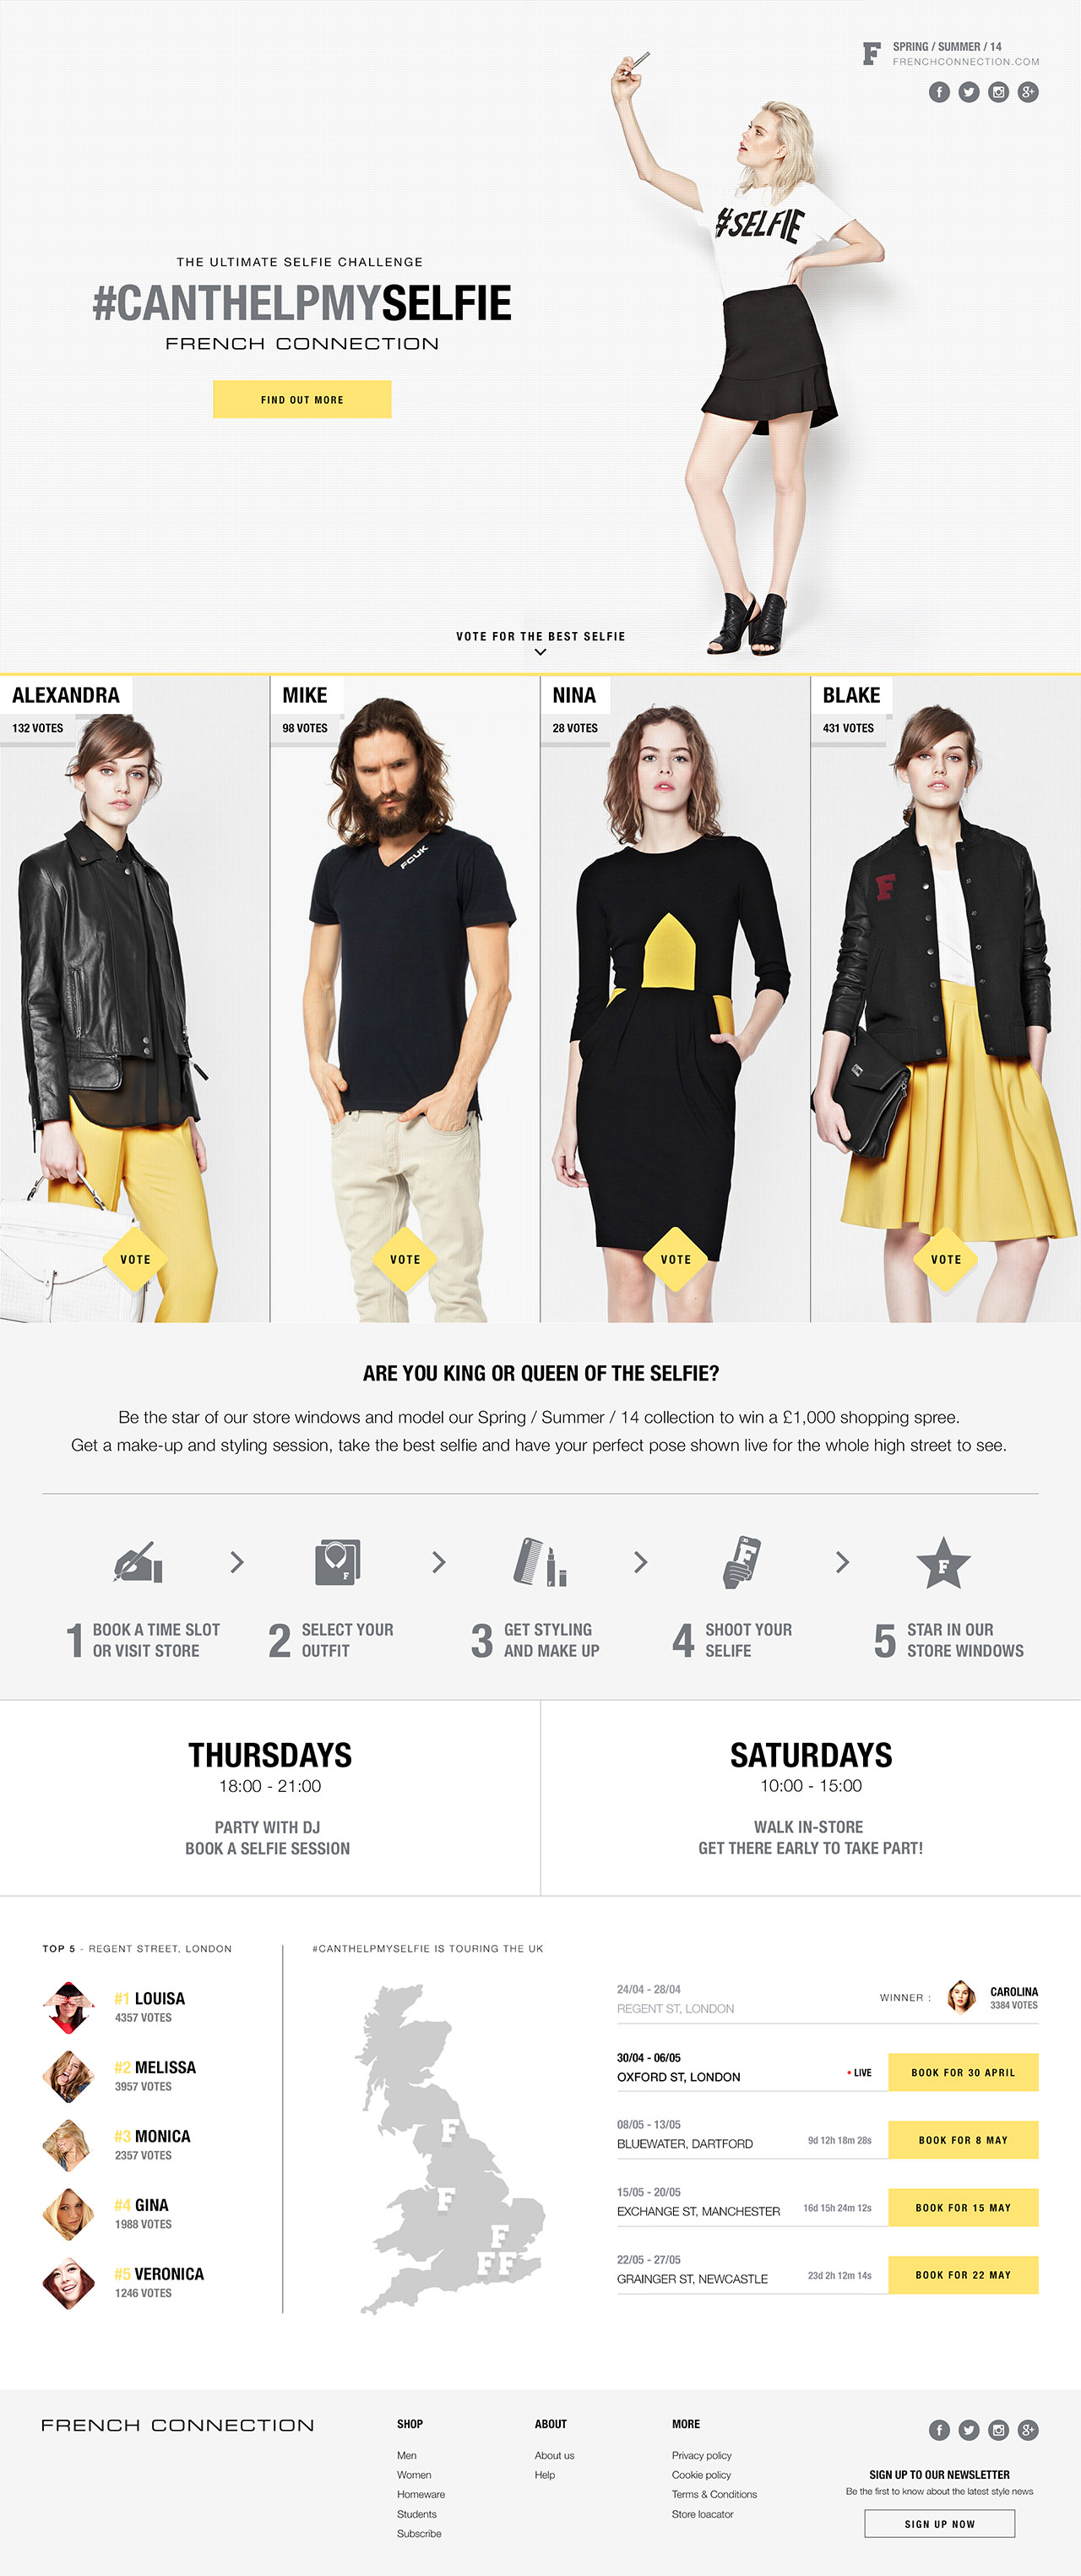 F SPRING / SUMMER / 14
FRENCHCONNECTION.COM
f g+
#SELFIE
THE ULTIMATE SELFIE CHALLENGE
#CANTHELPMYSELFIE
FRENCH CONNECTION
FIND OUT MORE
VOTE FOR THE BEST SELFIE
ALEXANDRA
132 VOTES
VOTE
MIKE
98 VOTES
FCUK
VOTE
NINA
28 VOTES
VOTE
BLAKE
431 VOTES
F
VOTE
ARE YOU KING OR QUEEN OF THE SELFIE?
Be the star of our store windows and model our Spring / Summer / 14 collection to win a £1,000 shopping spree.
Get a make-up and styling session, take the best selfie and have your perfect pose shown live for the whole high street to see.
F F F
1 BOOK A TIME SLOT
OR VISIT STORE
2 SELECT YOUR
OUTFIT
3 GET STYLING
AND MAKE UP
4 SHOOT YOUR
SELIFE
5 STAR IN OUR
STORE WINDOWS
THURSDAYS
18:00 - 21:00
PARTY WITH DJ
BOOK A SELFIE SESSION
SATURDAYS
10:00 - 15:00
WALK IN-STORE
GET THERE EARLY TO TAKE PART!
TOP 5 - REGENT STREET, LONDON
#1 LOUISA
4357 VOTES
#2 MELISSA
3957 VOTES
#3 MONICA
2357 VOTES
#4 GINA
1988 VOTES
#5 VERONICA
1246 VOTES
#CANTHELPMYSELFIE IS TOURING THE UK
F
F
F
F F
24/04 - 28/04
REGENT ST, LONDON
WINNER :
CAROLINA
3384 VOTES
30/04 - 06/05
OXFORD ST, LONDON
LIVE
BOOK FOR 30 APRIL
08/05 - 13/05
BLUEWATER, DARTFORD
9d 12h 18m 28s
BOOK FOR 8 MAY
15/05 - 20/05
EXCHANGE ST, MANCHESTER
16d 15h 24m 12s
BOOK FOR 15 MAY
22/05 - 27/05
GRAINGER ST, NEWCASTLE
23d 2h 12m 14s
BOOK FOR 22 MAY
FRENCH CONNECTION
SHOP
Men
Women
Homeware
Students
Subscribe
ABOUT
About us
Help
MORE
Privacy policy
Cookie policy
Terms & Conditions
Store loacator
f g+
SIGN UP TO OUR NEWSLETTER
Be the first to know about the latest style news
SIGN UP NOW